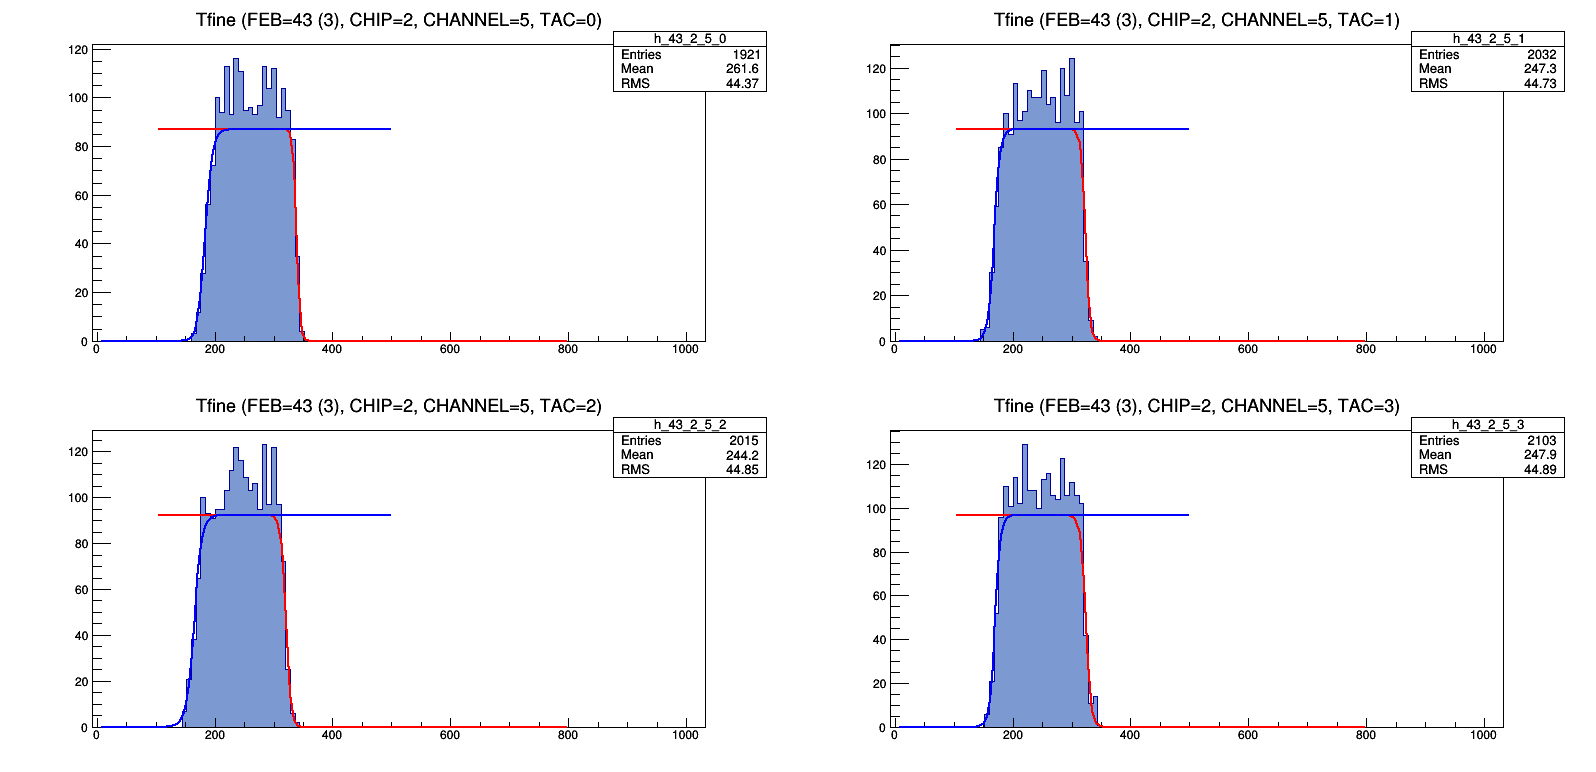 Tfine (FEB=43 (3), CHIP=2, CHANNEL=5, TAC=0)
h_43_2_5_0
Entries 1921
Mean 261.6
RMS 44.37
120
100
80
60
40
20
0
0 200 400 600 800 1000
Tfine (FEB=43 (3), CHIP=2, CHANNEL=5, TAC=1)
h_43_2_5_1
Entries 2032
Mean 247.3
RMS 44.73
120
100
80
60
40
20
0
0 200 400 600 800 1000
Tfine (FEB=43 (3), CHIP=2, CHANNEL=5, TAC=2)
h_43_2_5_2
Entries 2015
Mean 244.2
RMS 44.85
120
100
80
60
40
20
0
0 200 400 600 800 1000
Tfine (FEB=43 (3), CHIP=2, CHANNEL=5, TAC=3)
h_43_2_5_3
Entries 2103
Mean 247.9
RMS 44.89
120
100
80
60
40
20
0
0 200 400 600 800 1000